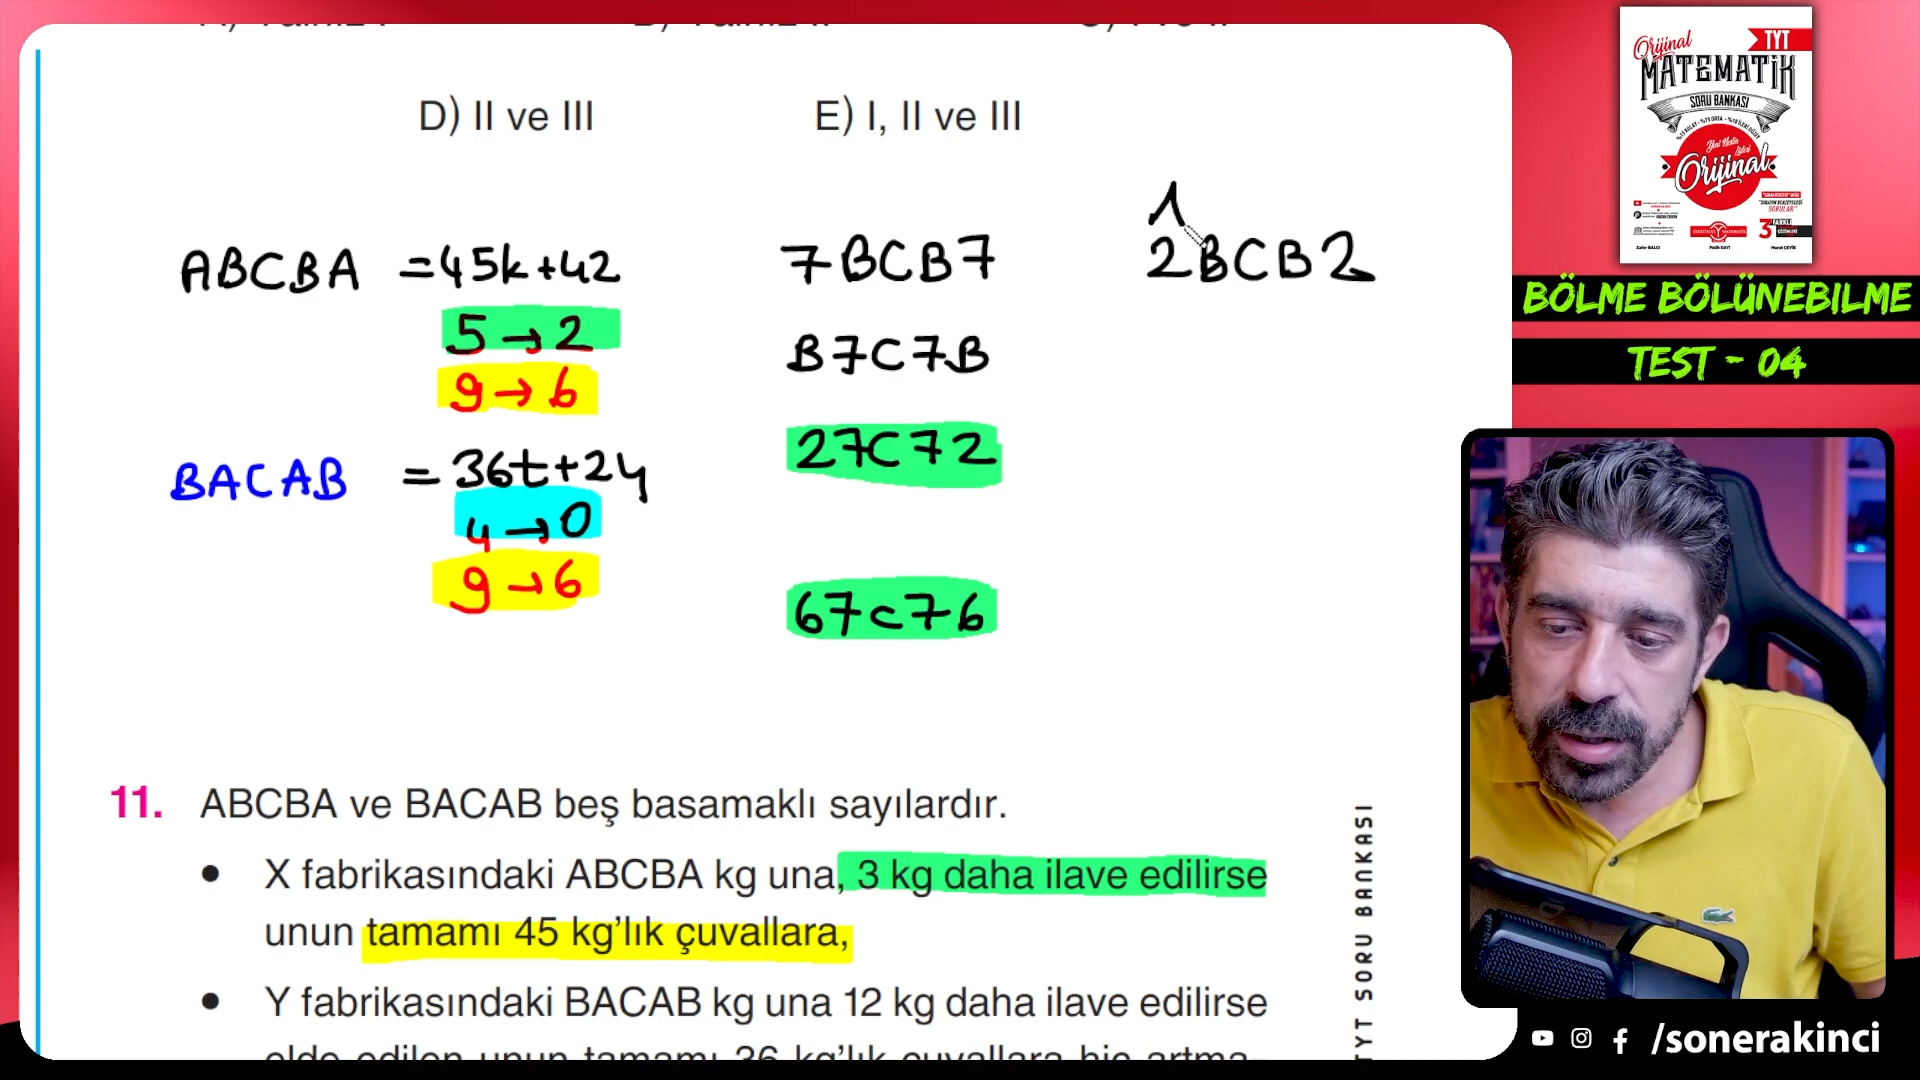 D) II ve III
E) I, II ve III
ABCBA = 45k+42
5 → 2
9 → 6
BACAB = 36t+24
4 → 0
9 → 6
7BCB7
B7C7B
27C72
67C76
1
2BCB2
11. ABCBA ve BACAB beş basamaklı sayılardır.
• X fabrikasındaki ABCBA kg una, 3 kg daha ilave edilirse
unun tamamı 45 kg'lık çuvallara,
• Y fabrikasındaki BACAB kg una 12 kg daha ilave edilirse
TYT SORU BANKASI
Orijinal
TYT
MATEMATİK
SORU BANKASI
Orijinal
BÖLME BÖLÜNEBILME
TEST - 04
/sonerakinci